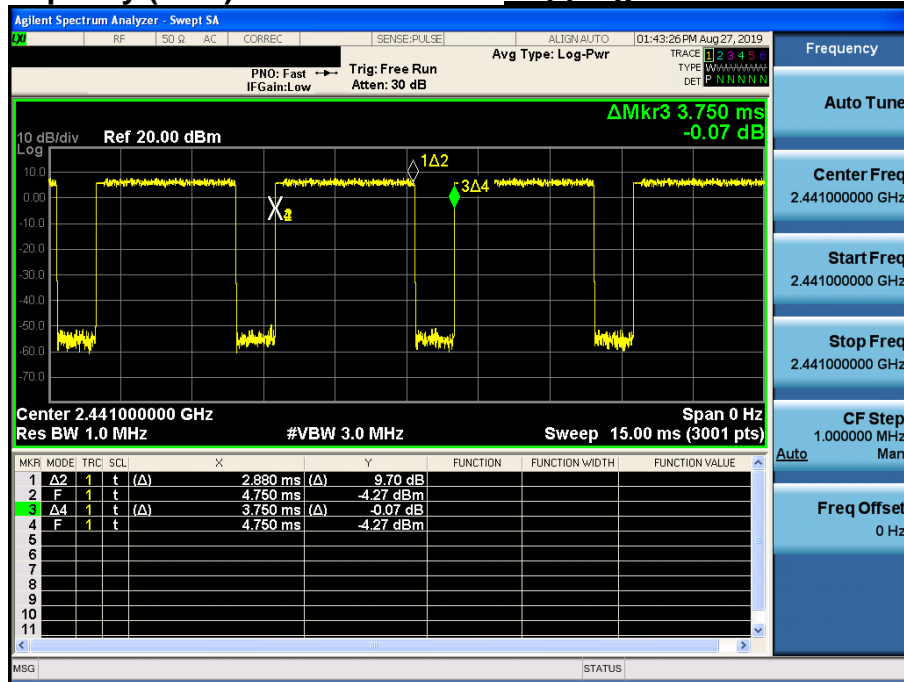 Agilent Spectrum Analyzer - Swept SA
LXI RF 50 Ω AC CORREC SENSE:PULSE ALIGN AUTO 01:43:26 PM Aug 27, 2019
PNO: Fast Trig: Free Run Avg Type: Log-Pwr TRACE 1 2 3 4 5 6
TYPE WWWWWW
IFGain:Low Atten: 30 dB DET P N N N N N
ΔMkr3 3.750 ms
10 dB/div Ref 20.00 dBm -0.07 dB
Log
10.0
0.00
-10.0
-20.0
-30.0
-40.0
-50.0
-60.0
-70.0
1Δ2
3Δ4
Center 2.441000000 GHz Span 0 Hz
Res BW 1.0 MHz #VBW 3.0 MHz Sweep 15.00 ms (3001 pts)
MKR MODE TRC SCL X Y FUNCTION FUNCTION WIDTH FUNCTION VALUE
1 Δ2 1 t (Δ) 2.880 ms (Δ) 9.70 dB
2 F 1 t 4.750 ms -4.27 dBm
3 Δ4 1 t (Δ) 3.750 ms (Δ) -0.07 dB
4 F 1 t 4.750 ms -4.27 dBm
5
6
7
8
9
10
11
MSG STATUS
Frequency
Auto Tune
Center Freq
2.441000000 GHz
Start Freq
2.441000000 GHz
Stop Freq
2.441000000 GHz
CF Step
1.000000 MHz
Auto Man
Freq Offset
0 Hz